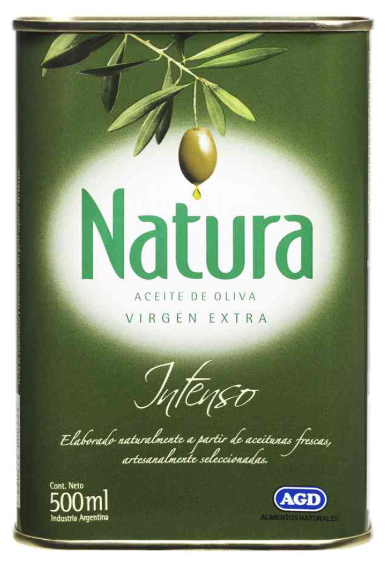 Natura
ACEITE DE OLIVA
VIRGEN EXTRA
Intenso
Elaborado naturalmente a partir de aceitunas frescas,
artesanalmente seleccionadas.
Cont. Neto
500ml
Industria Argentina
AGD
ALIMENTOS NATURALES